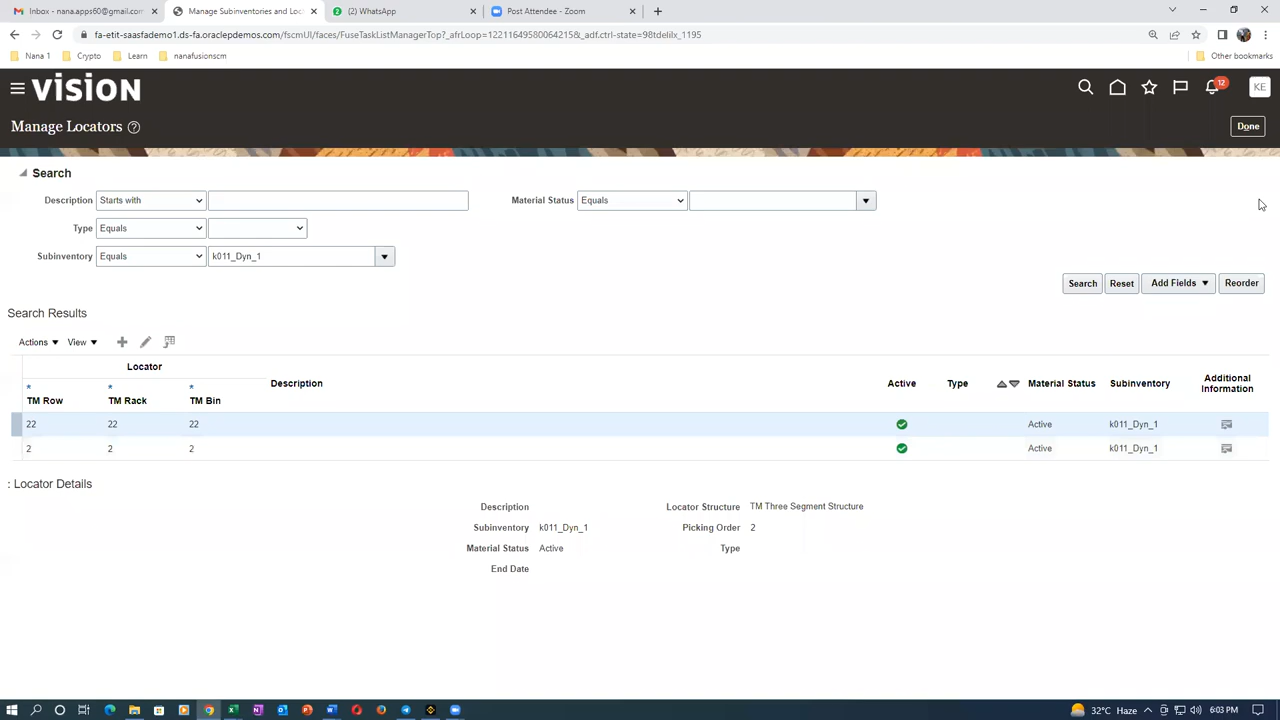 Inbox - nana.apps60@gmail.com
Manage Subinventories and Loc
(2) WhatsApp
Post Attendee - Zoom
fa-etit-saasfademo1.ds-fa.oraclepdemos.com/fscmUI/faces/FuseTaskListManagerTop?_afrLoop=12211649580064215&_adf.ctrl-state=98tdelilx_1195
Nana 1 Crypto Learn nanafusionscm Other bookmarks
VISION 12 KE
Manage Locators Done
Search
Description Starts with Material Status Equals
Type Equals
Subinventory Equals k011_Dyn_1
Search Reset Add Fields Reorder
Search Results
Actions View
Locator
* TM Row * TM Rack * TM Bin Description Active Type Material Status Subinventory Additional Information
22 22 22 Active k011_Dyn_1
2 2 2 Active k011_Dyn_1
: Locator Details
Description Locator Structure TM Three Segment Structure
Subinventory k011_Dyn_1 Picking Order 2
Material Status Active Type
End Date
32°C Haze 6:03 PM